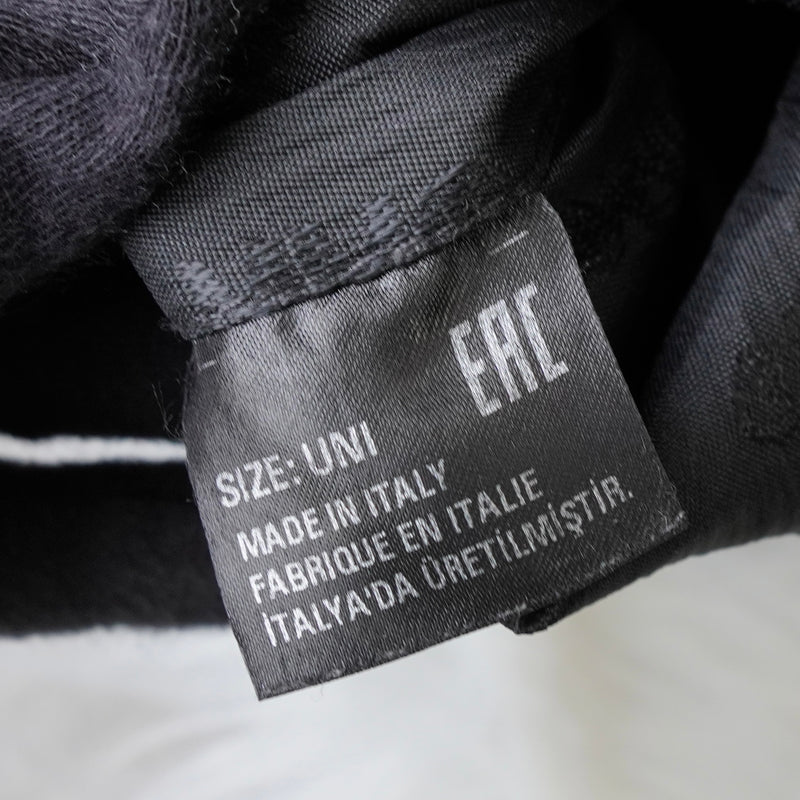 EAC
SIZE: UNI
MADE IN ITALY
FABRIQUE EN ITALIE
İTALYA'DA ÜRETİLMİŞTİR.